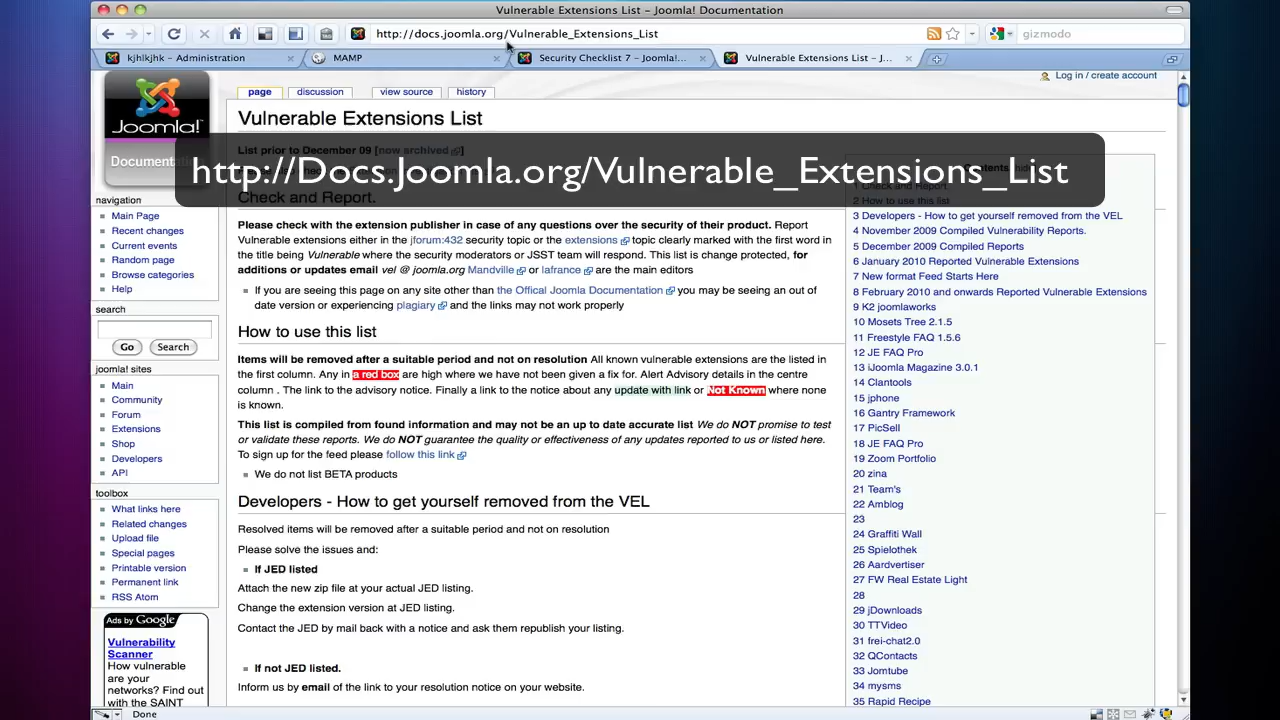 Vulnerable Extensions List – Joomla! Documentation
http://docs.joomla.org/Vulnerable_Extensions_List
gizmodo
kjhlkjhk - Administration
MAMP
Security Checklist 7 - Joomla!...
Vulnerable Extensions List - J...
Log in / create account
page
discussion
view source
history
Joomla!
Documentat
Vulnerable Extensions List
List prior to December 09 [now archived]
http://Docs.Joomla.org/Vulnerable_Extensions_List
Check and Report.
Please check with the extension publisher in case of any questions over the security of their product. Report
Vulnerable extensions either in the jforum:432 security topic or the extensions topic clearly marked with the first word in
the title being Vulnerable where the security moderators or JSST team will respond. This list is change protected, for
additions or updates email vel @ joomla.org Mandville or lafrance are the main editors
If you are seeing this page on any site other than the Offical Joomla Documentation you may be seeing an out of
date version or experiencing plagiary and the links may not work properly
How to use this list
Items will be removed after a suitable period and not on resolution All known vulnerable extensions are the listed in
the first column. Any in a red box are high where we have not been given a fix for. Alert Advisory details in the centre
column . The link to the advisory notice. Finally a link to the notice about any update with link or Not Known where none
is known.
This list is compiled from found information and may not be an up to date accurate list We do NOT promise to test
or validate these reports. We do NOT guarantee the quality or effectiveness of any updates reported to us or listed here.
To sign up for the feed please follow this link
We do not list BETA products
Developers - How to get yourself removed from the VEL
Resolved items will be removed after a suitable period and not on resolution
Please solve the issues and:
If JED listed
Attach the new zip file at your actual JED listing.
Change the extension version at JED listing.
Contact the JED by mail back with a notice and ask them republish your listing.
If not JED listed.
Inform us by email of the link to your resolution notice on your website.
Contents
1 Check and Report.
2 How to use this list
3 Developers - How to get yourself removed from the VEL
4 November 2009 Compiled Vulnerability Reports.
5 December 2009 Compiled Reports
6 January 2010 Reported Vulnerable Extensions
7 New format Feed Starts Here
8 February 2010 and onwards Reported Vulnerable Extensions
9 K2 joomlaworks
10 Mosets Tree 2.1.5
11 Freestyle FAQ 1.5.6
12 JE FAQ Pro
13 iJoomla Magazine 3.0.1
14 Clantools
15 jphone
16 Gantry Framework
17 PicSell
18 JE FAQ Pro
19 Zoom Portfolio
20 zina
21 Team's
22 Amblog
23
24 Graffiti Wall
25 Spielothek
26 Aardvertiser
27 FW Real Estate Light
28
29 jDownloads
30 TTVideo
31 frei-chat2.0
32 QContacts
33 Jomtube
34 mysms
35 Rapid Recipe
navigation
Main Page
Recent changes
Current events
Random page
Browse categories
Help
search
Go
Search
joomla! sites
Main
Community
Forum
Extensions
Shop
Developers
API
toolbox
What links here
Related changes
Upload file
Special pages
Printable version
Permanent link
RSS Atom
Ads by Google
Vulnerability
Scanner
How vulnerable
are your
networks? Find out
with the SAINT
Done